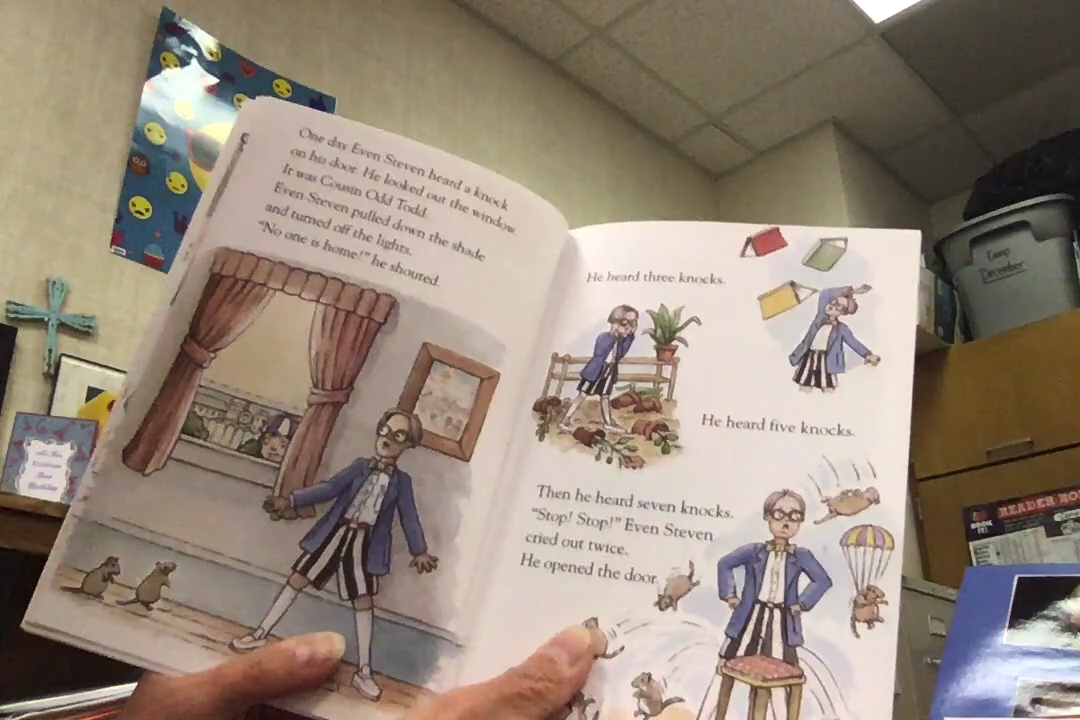 One day Even Steven heard a knock
on his door. He looked out the window.
It was Cousin Odd Todd.
Even Steven pulled down the shade
and turned off the lights.
"No one is home!" he shouted.
He heard three knocks.
He heard five knocks.
Then he heard seven knocks.
"Stop! Stop!" Even Steven
cried out twice.
He opened the door.
Camp
December
BOOK IT!
READER